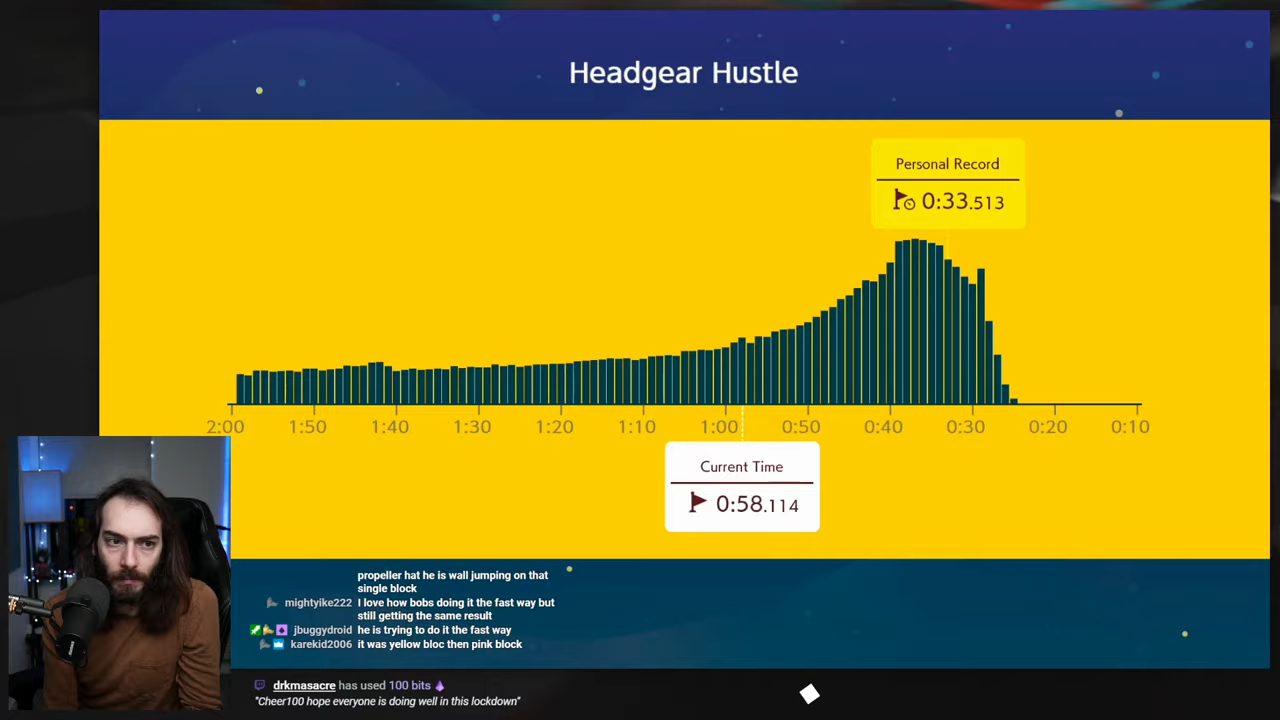 Headgear Hustle
Personal Record
0:33.513
2:00 1:50 1:40 1:30 1:20 1:10 1:00 0:50 0:40 0:30 0:20 0:10
Current Time
0:58.114
propeller hat he is wall jumping on that
single block
mightyike222 I love how bobs doing it the fast way but
still getting the same result
jbuggydroid he is trying to do it the fast way
karekid2006 it was yellow bloc then pink block
drkmasacre has used 100 bits
"Cheer100 hope everyone is doing well in this lockdown"